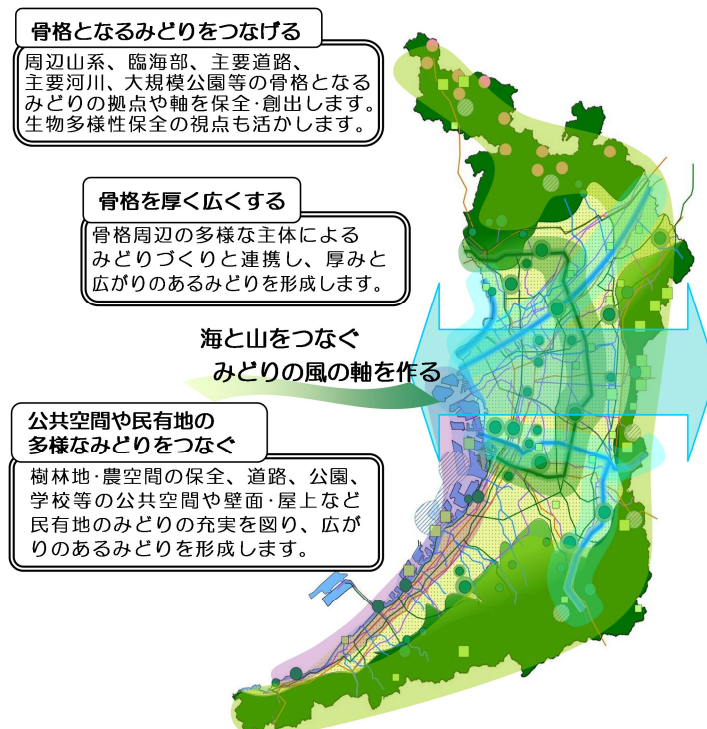 骨格となるみどりをつなげる
周辺山系、臨海部、主要道路、
主要河川、大規模公園等の骨格となる
みどりの拠点や軸を保全・創出します。
生物多様性保全の視点も活かします。
骨格を厚く広くする
骨格周辺の多様な主体による
みどりづくりと連携し、厚みと
広がりのあるみどりを形成します。
海と山をつなぐ
みどりの風の軸を作る
公共空間や民有地の
多様なみどりをつなぐ
樹林地・農空間の保全、道路、公園、
学校等の公共空間や壁面・屋上など
民有地のみどりの充実を図り、広が
りのあるみどりを形成します。